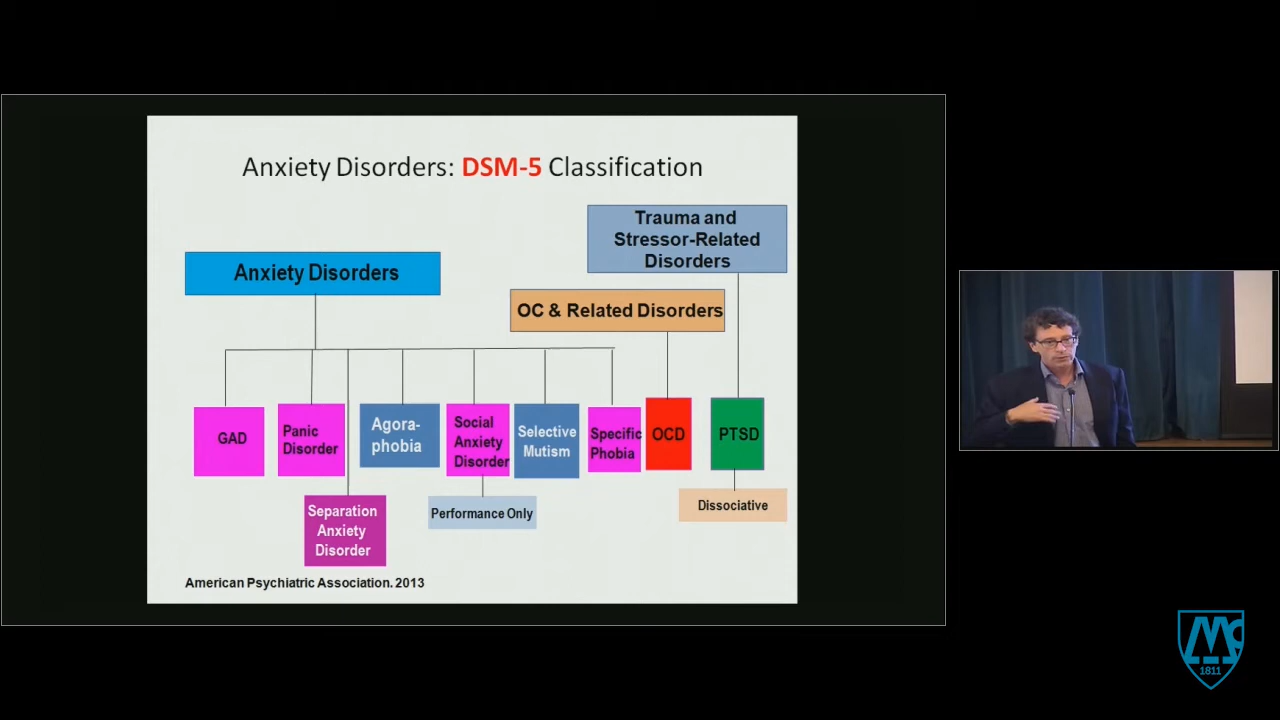 Anxiety Disorders: DSM-5 Classification
Trauma and
Stressor-Related
Disorders
Anxiety Disorders
OC & Related Disorders
GAD
Panic
Disorder
Agora-
phobia
Social
Anxiety
Disorder
Selective
Mutism
Specific
Phobia
OCD
PTSD
Separation
Anxiety
Disorder
Performance Only
Dissociative
American Psychiatric Association. 2013
1811